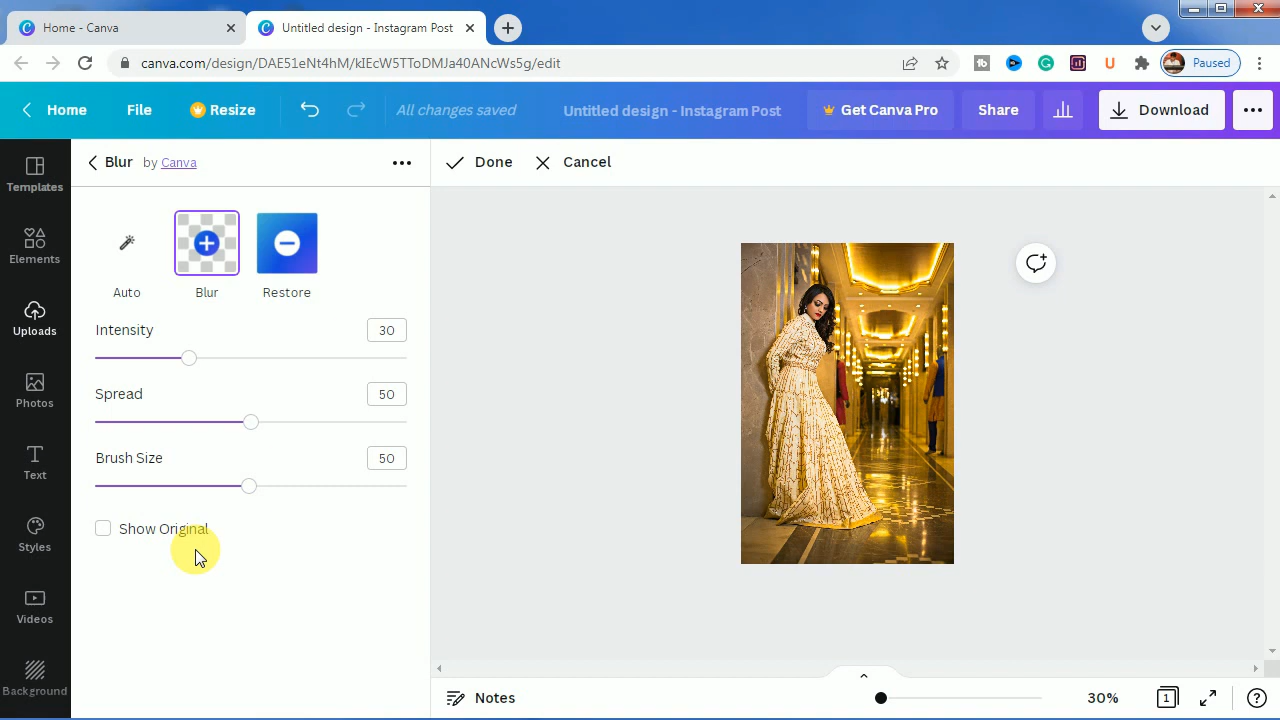 Home - Canva
Untitled design - Instagram Post
canva.com/design/DAE51eNt4hM/kIEcW5TToDMJa40ANcWs5g/edit
Paused
Home
File
Resize
All changes saved
Untitled design - Instagram Post
Get Canva Pro
Share
Download
Templates
Elements
Uploads
Photos
Text
Styles
Videos
Background
Blur by Canva
Auto
Blur
Restore
Intensity 30
Spread 50
Brush Size 50
Show Original
Done
Cancel
Notes
30%
1